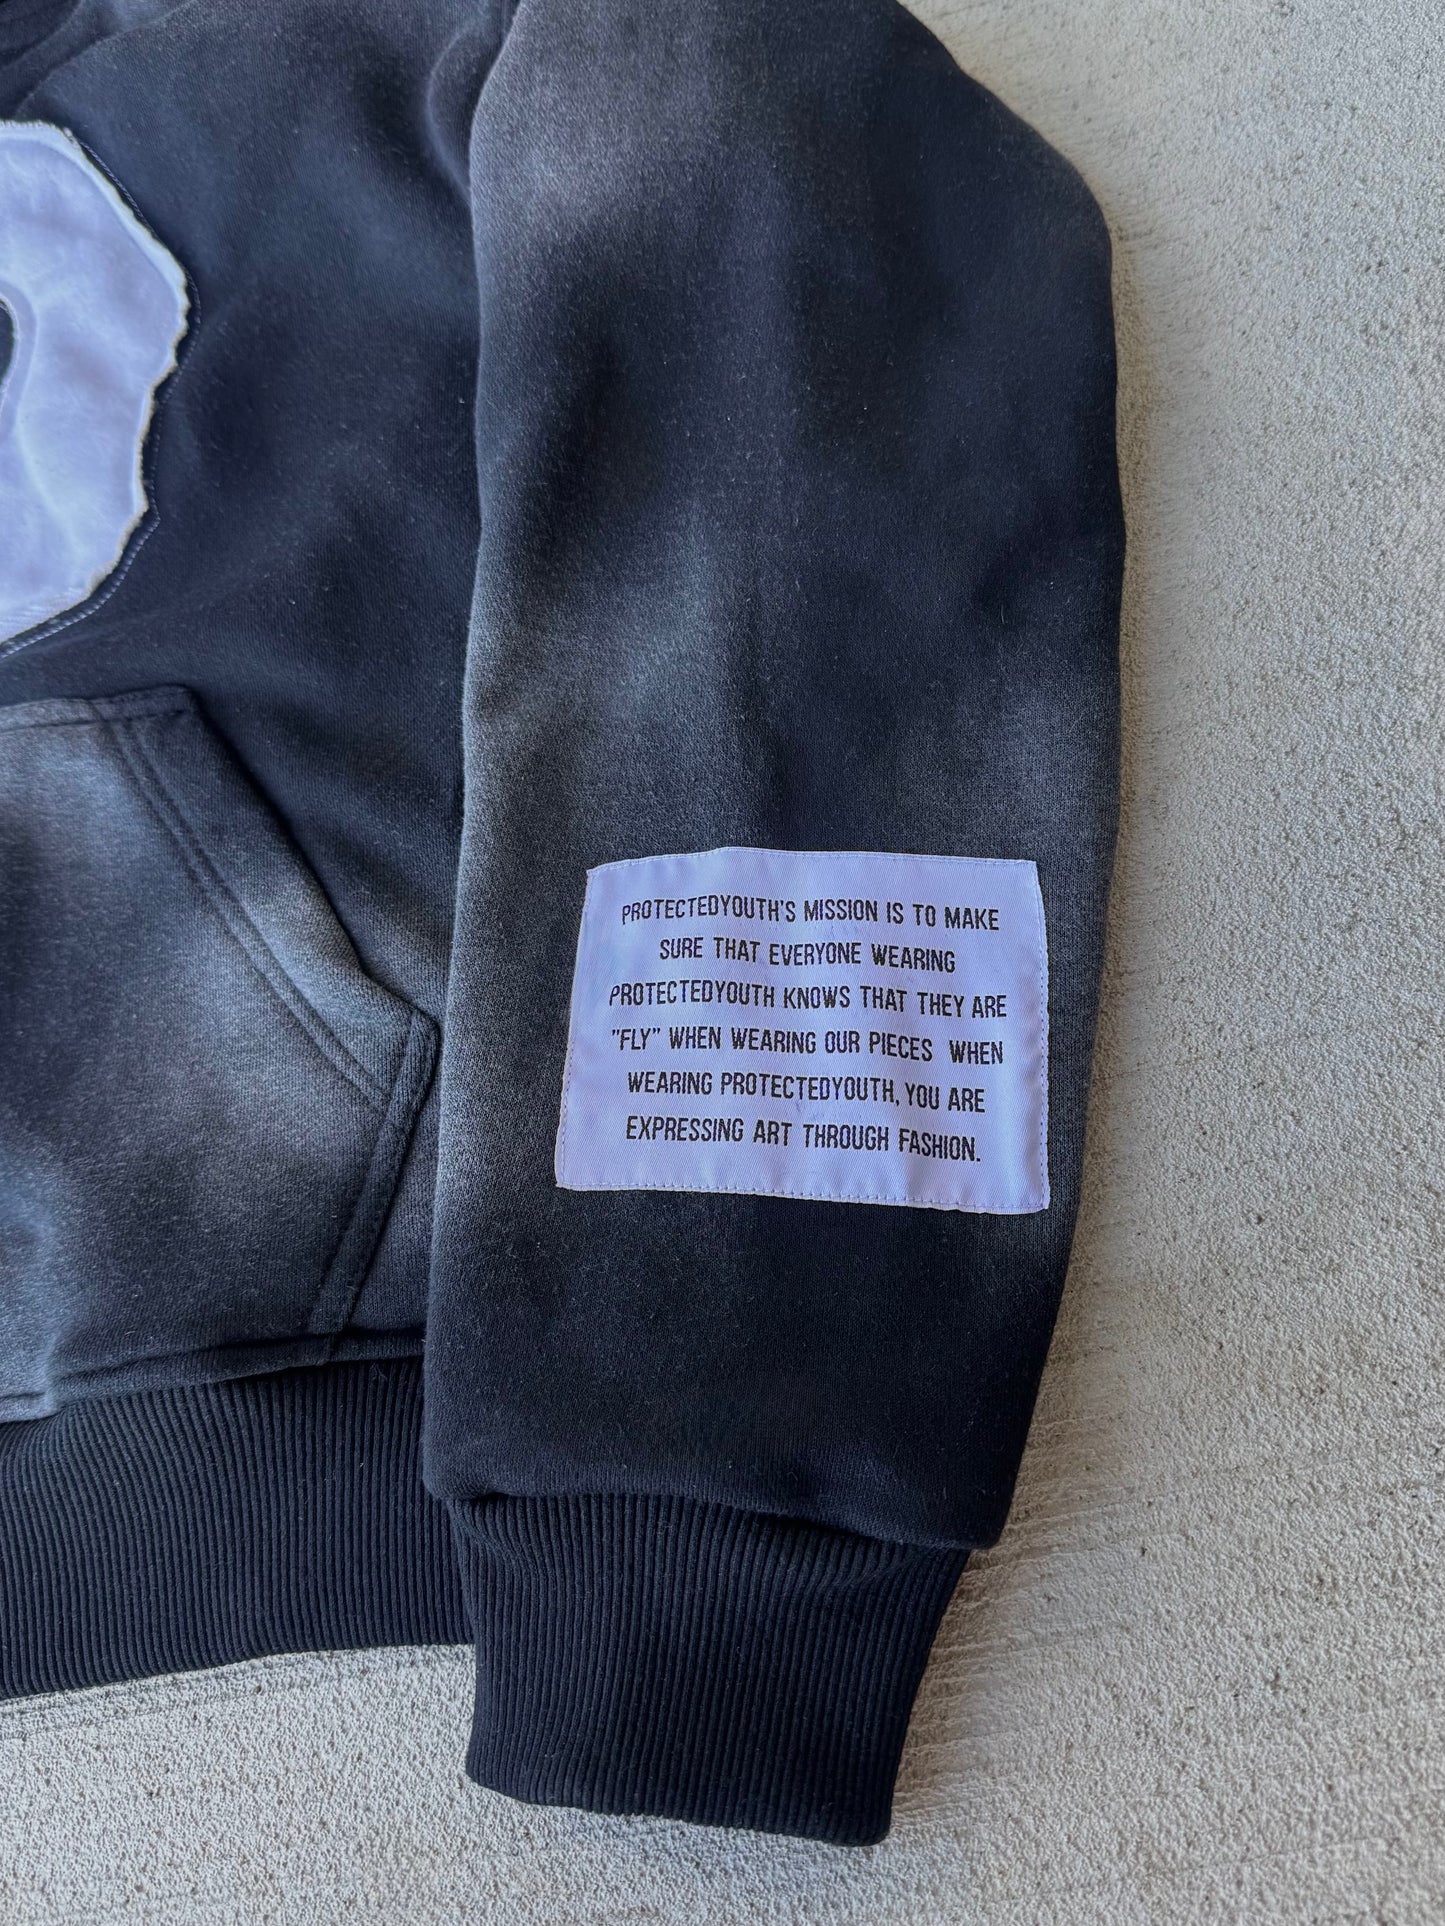 PROTECTEDYOUTH'S MISSION IS TO MAKE
SURE THAT EVERYONE WEARING
PROTECTEDYOUTH KNOWS THAT THEY ARE
"FLY" WHEN WEARING OUR PIECES WHEN
WEARING PROTECTEDYOUTH, YOU ARE
EXPRESSING ART THROUGH FASHION.